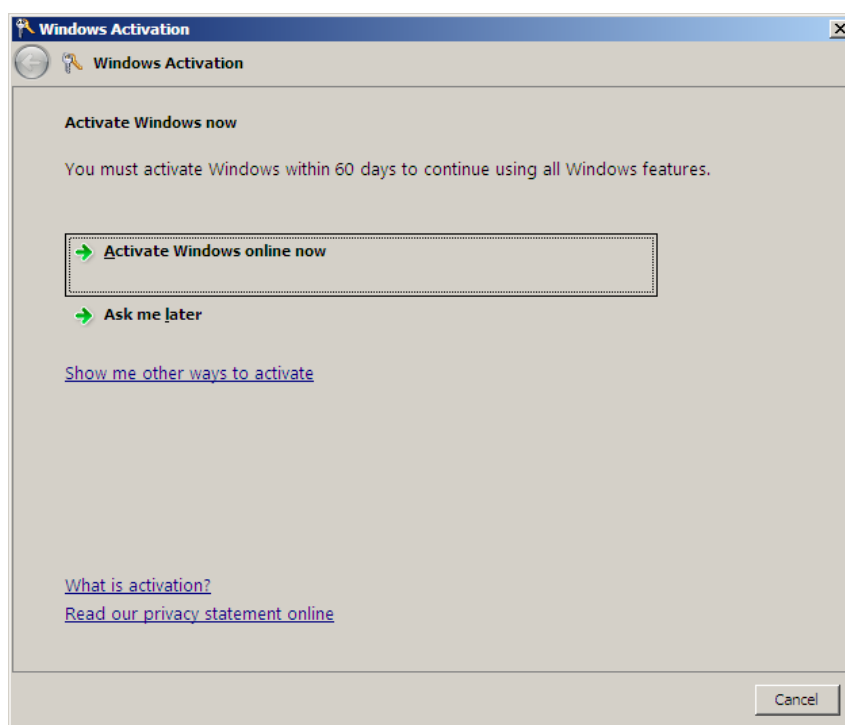 Windows Activation
Windows Activation
Activate Windows now
You must activate Windows within 60 days to continue using all Windows features.
Activate Windows online now
Ask me later
Show me other ways to activate
What is activation?
Read our privacy statement online
Cancel